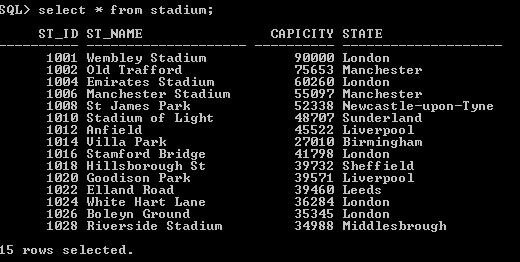 SQL> select * from stadium;
ST_ID ST_NAME CAPICITY STATE
1001 Wembley Stadium 90000 London
1002 Old Trafford 75653 Manchester
1004 Emirates Stadium 60260 London
1006 Manchester Stadium 55097 Manchester
1008 St James Park 52338 Newcastle-upon-Tyne
1010 Stadium of Light 48707 Sunderland
1012 Anfield 45522 Liverpool
1014 Villa Park 27010 Birmingham
1016 Stamford Bridge 41798 London
1018 Hillsborough St 39732 Sheffield
1020 Goodison Park 39571 Liverpool
1022 Elland Road 39460 Leeds
1024 White Hart Lane 36284 London
1026 Boleyn Ground 35345 London
1028 Riverside Stadium 34988 Middlesbrough
15 rows selected.